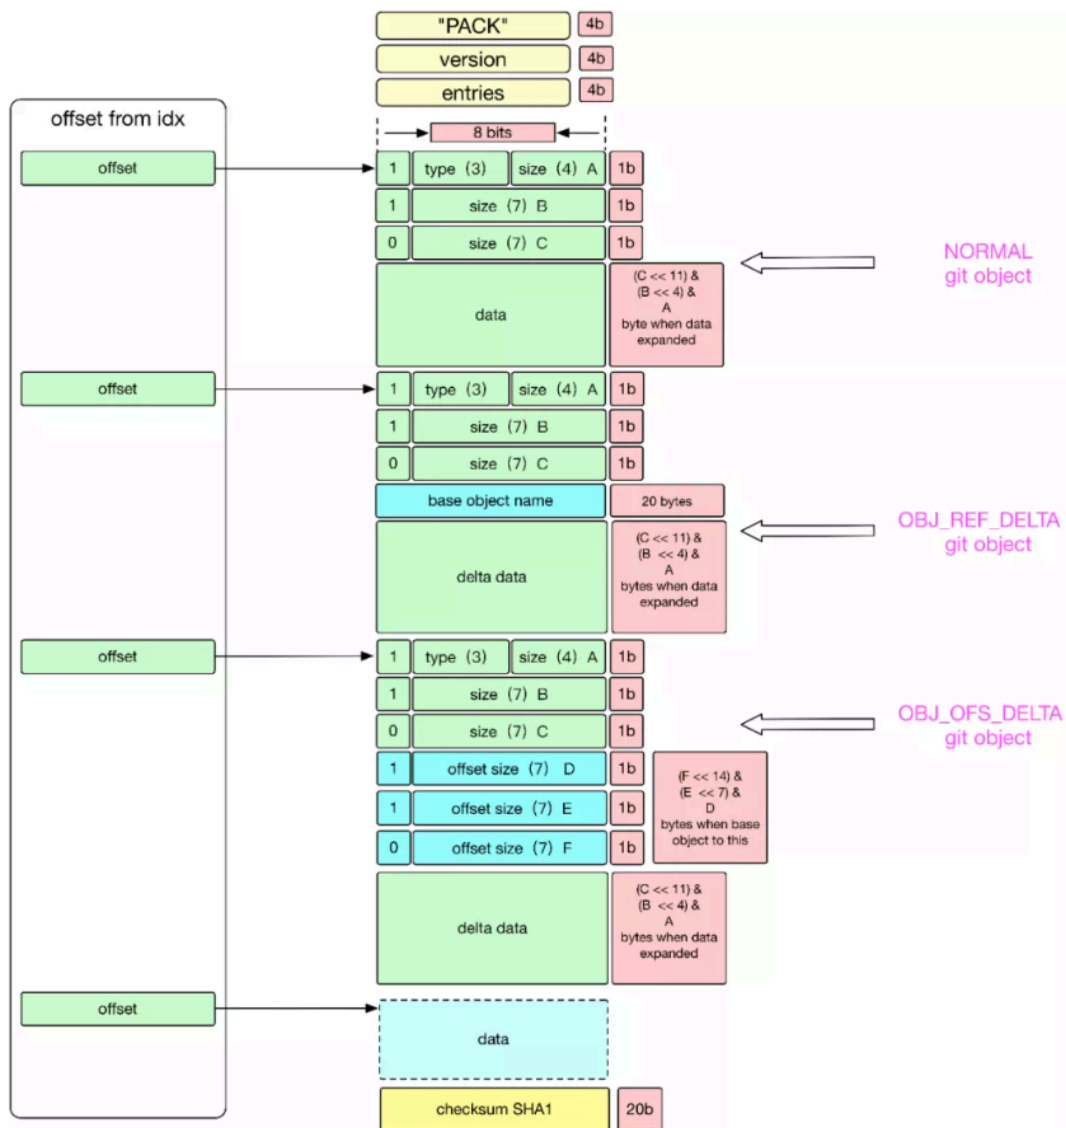 "PACK" 4b
version 4b
entries 4b
offset from idx
8 bits
offset 1 type (3) size (4) A 1b
1 size (7) B 1b
0 size (7) C 1b
NORMAL
git object
data
(C << 11) &
(B << 4) &
A
byte when data
expanded
offset 1 type (3) size (4) A 1b
1 size (7) B 1b
0 size (7) C 1b
base object name 20 bytes
OBJ_REF_DELTA
git object
delta data
(C << 11) &
(B << 4) &
A
bytes when data
expanded
offset 1 type (3) size (4) A 1b
1 size (7) B 1b
0 size (7) C 1b
OBJ_OFS_DELTA
git object
1 offset size (7) D 1b
1 offset size (7) E 1b
0 offset size (7) F 1b
(F << 14) &
(E << 7) &
D
bytes when base
object to this
delta data
(C << 11) &
(B << 4) &
A
bytes when data
expanded
offset
data
checksum SHA1 20b